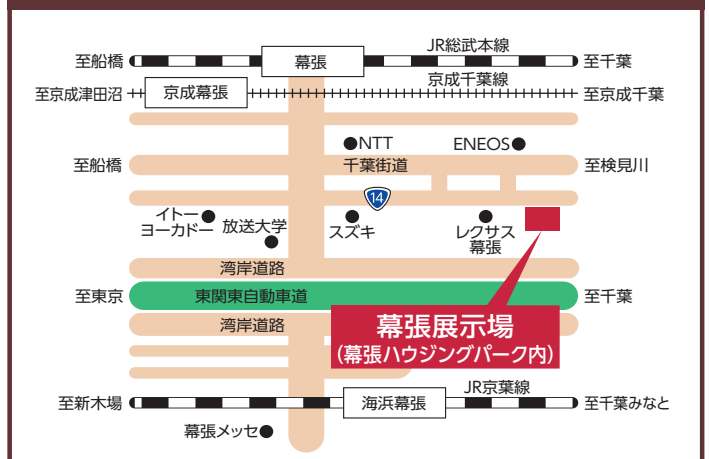 JR総武本線
至船橋
幕張
至千葉
京成千葉線
至京成津田沼
京成幕張
至京成千葉
NTT
ENEOS
至船橋
千葉街道
至検見川
14
イトー
ヨーカドー
放送大学
スズキ
レクサス
幕張
湾岸道路
至東京
東関東自動車道
至千葉
湾岸道路
幕張展示場
(幕張ハウジングパーク内)
JR京葉線
至新木場
海浜幕張
至千葉みなと
幕張メッセ